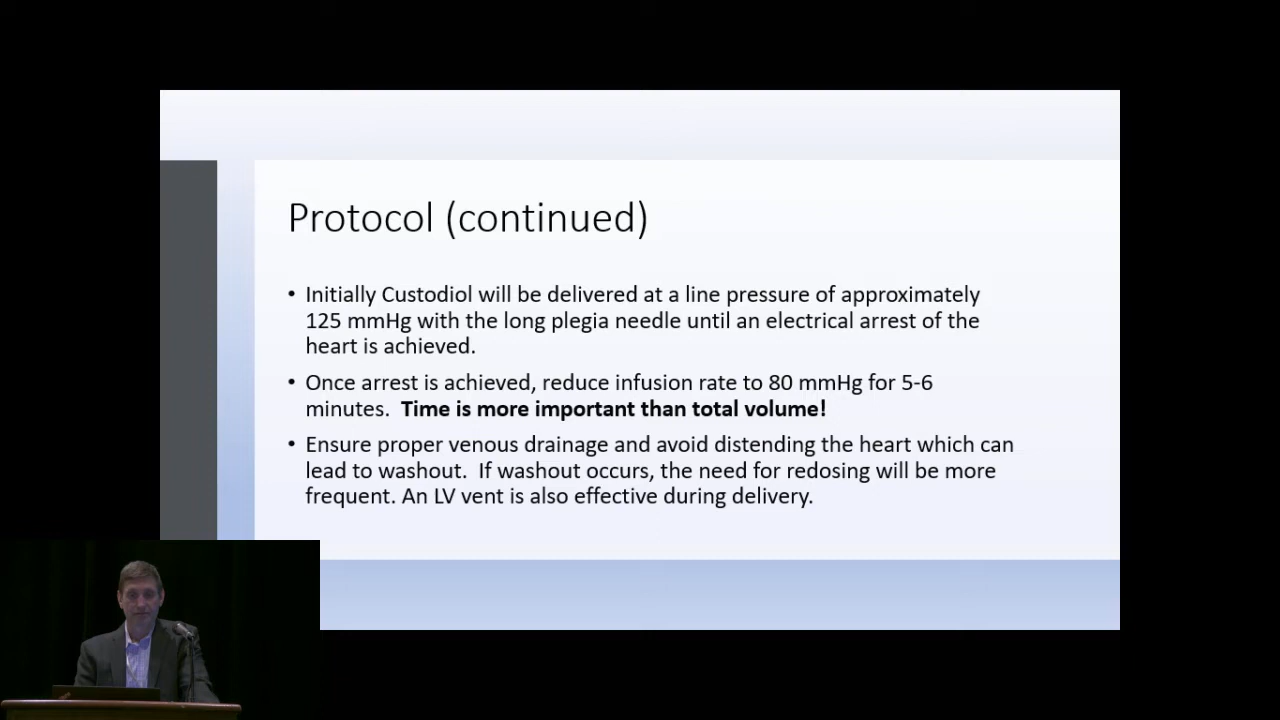 Protocol (continued)
• Initially Custodiol will be delivered at a line pressure of approximately
125 mmHg with the long plegia needle until an electrical arrest of the
heart is achieved.
• Once arrest is achieved, reduce infusion rate to 80 mmHg for 5-6
minutes.  Time is more important than total volume!
• Ensure proper venous drainage and avoid distending the heart which can
lead to washout.  If washout occurs, the need for redosing will be more
frequent. An LV vent is also effective during delivery.